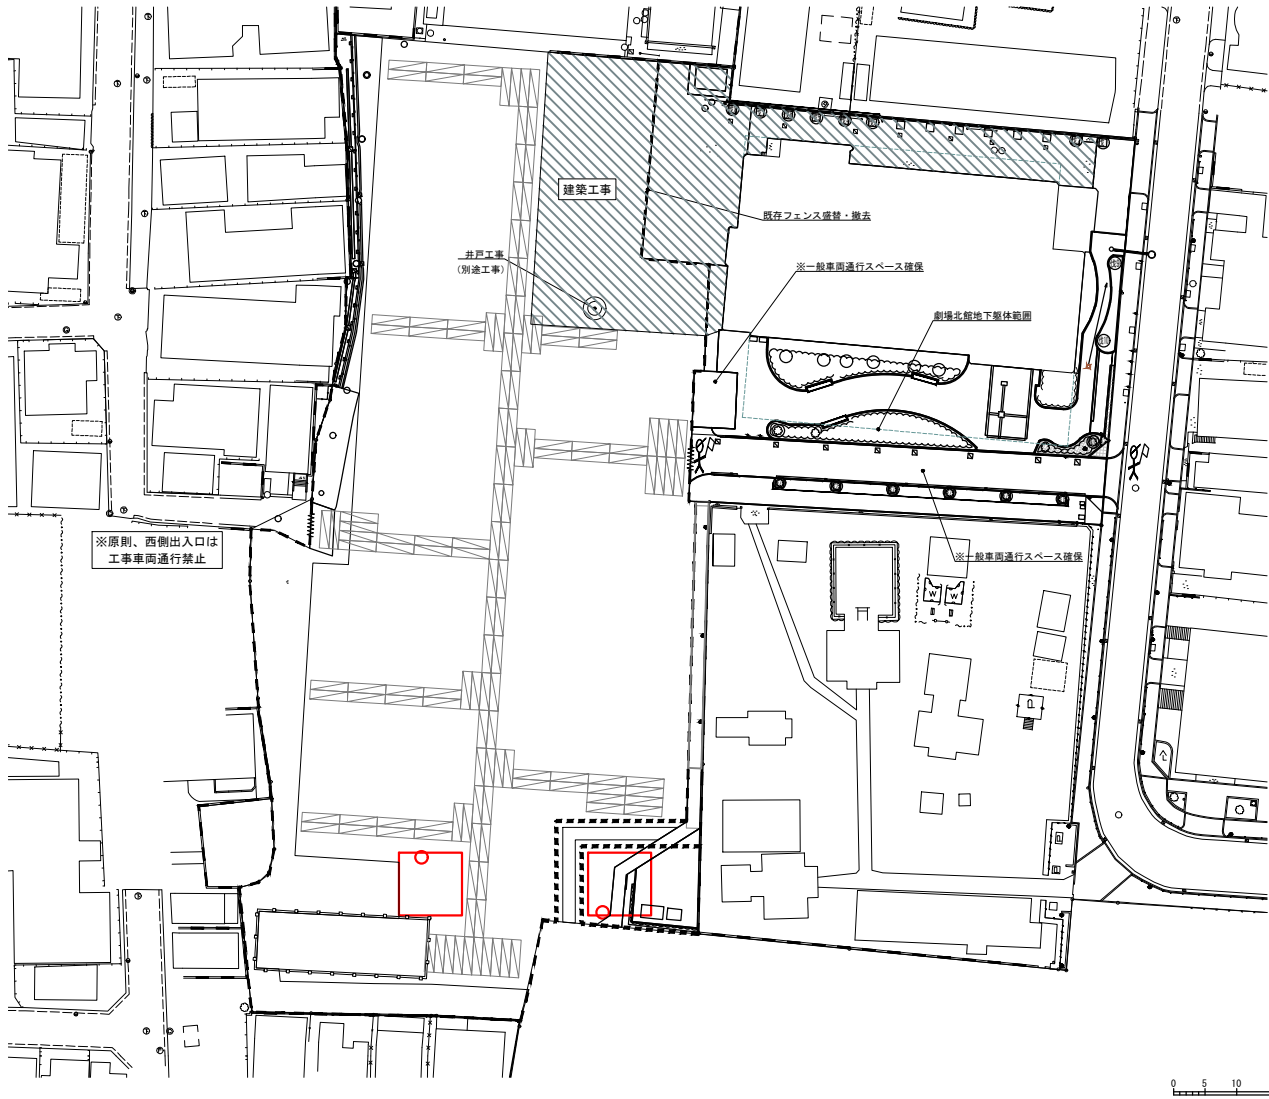 建築工事
既存フェンス盛替・撤去
井戸工事
(別途工事)
※一般車両通行スペース確保
劇場北館地下躯体範囲
※原則、西側出入口は
工事車両通行禁止
※一般車両通行スペース確保
W W
0 5 10